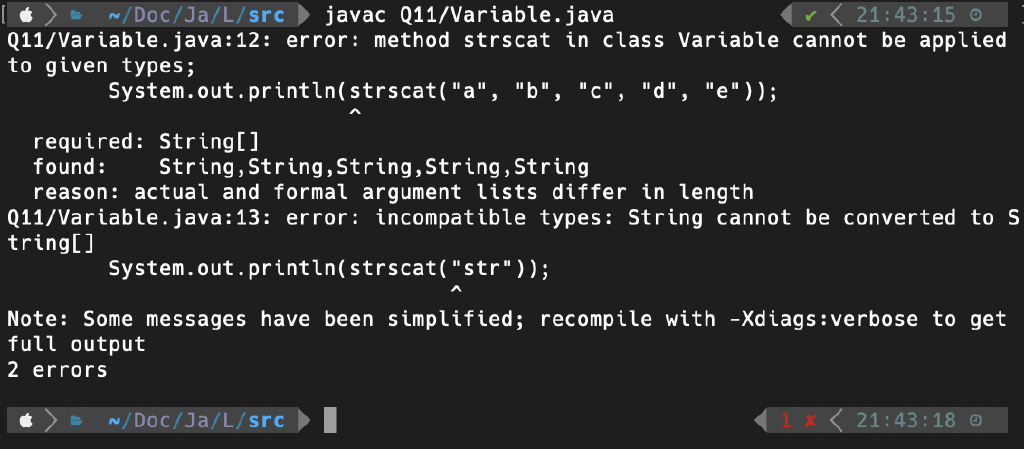 ~/Doc/Ja/L/src javac Q11/Variable.java ✔ 21:43:15
Q11/Variable.java:12: error: method strscat in class Variable cannot be applied
to given types;
        System.out.println(strscat("a", "b", "c", "d", "e"));
                          ^
  required: String[]
  found:    String,String,String,String,String
  reason: actual and formal argument lists differ in length
Q11/Variable.java:13: error: incompatible types: String cannot be converted to S
tring[]
        System.out.println(strscat("str"));
                                   ^
Note: Some messages have been simplified; recompile with -Xdiags:verbose to get
full output
2 errors
~/Doc/Ja/L/src 1 ✘ 21:43:18